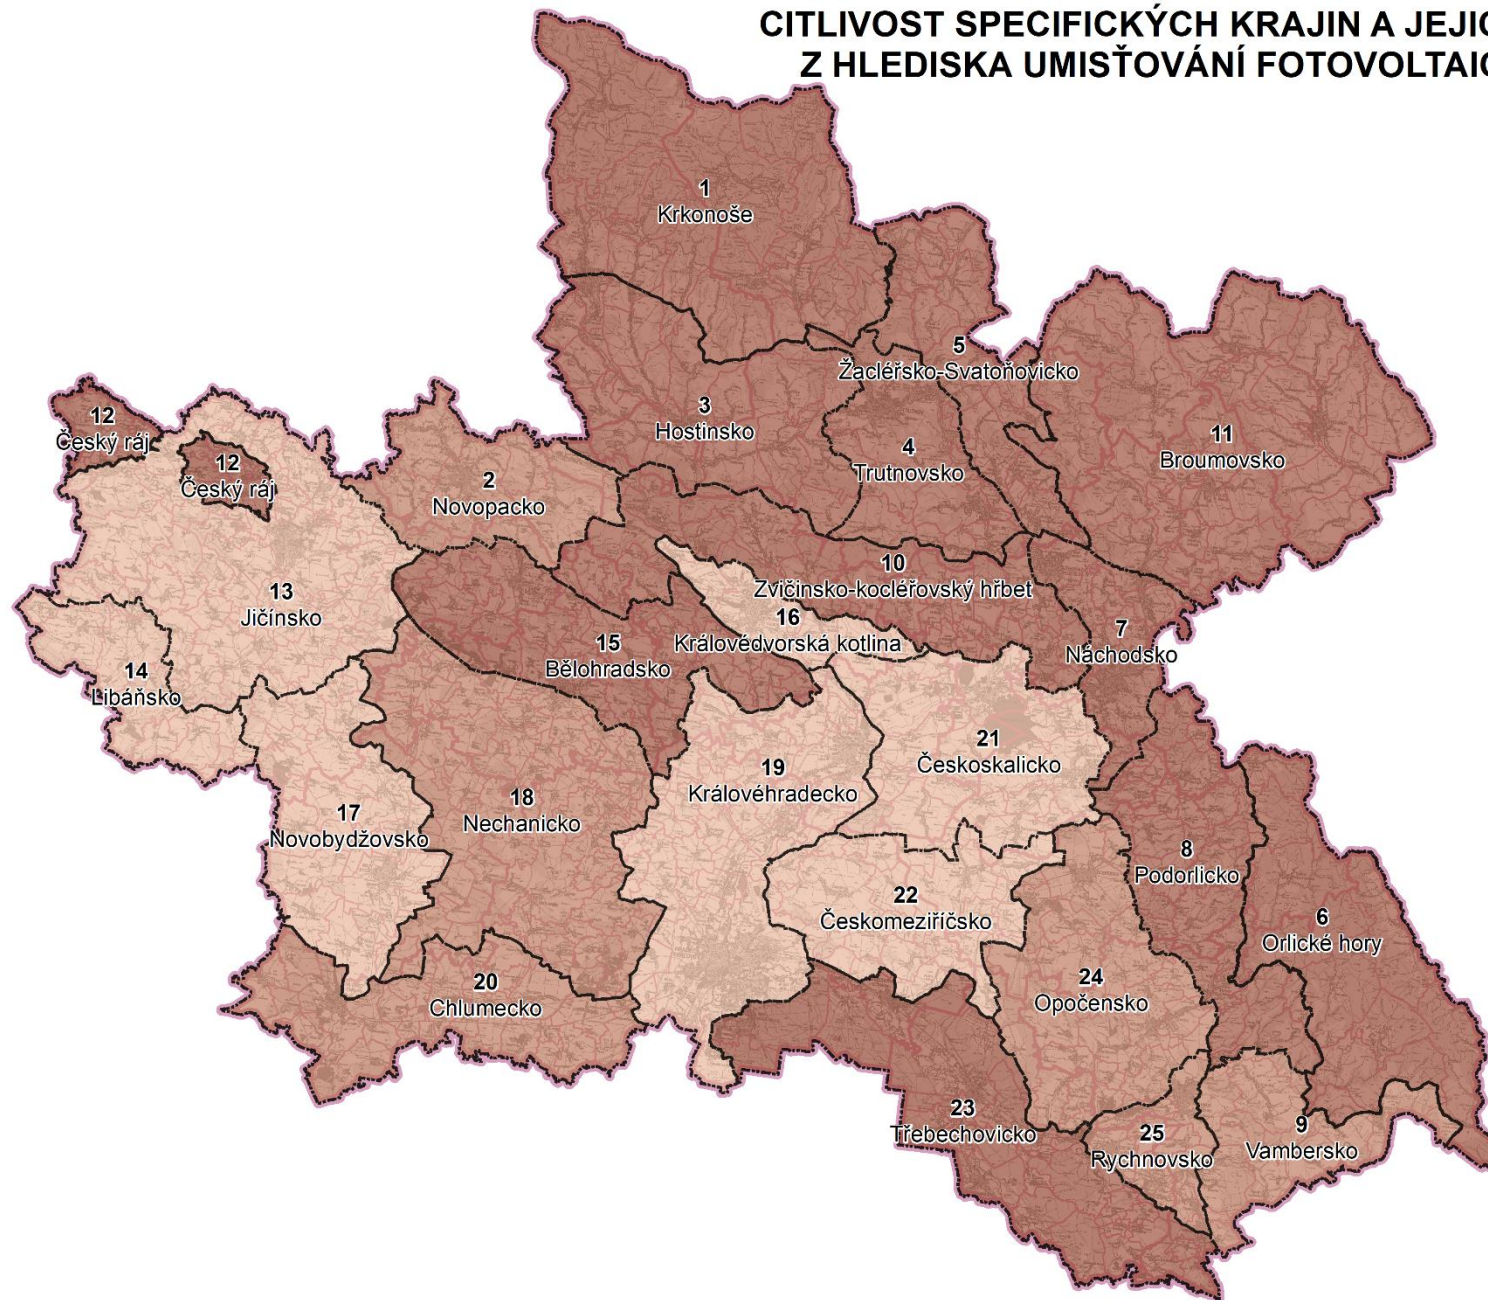 CITLIVOST SPECIFICKÝCH KRAJIN A
Z HLEDISKA UMISŤOVÁNÍ
1
Krkonoše
5
Žacléřsko-Svatoňovicko
12
Český ráj
3
Hostinsko
11
Broumovsko
12
Český ráj
4
Trutnovsko
2
Novopacko
10
Zvičinsko-kocléřovský hřbet
13
Jičínsko
16
Královédvorská kotlina
7
Náchodsko
15
Bělohradsko
14
Libáňsko
21
Českoskalicko
19
Královéhradecko
18
Nechanicko
17
Novobydžovsko
8
Podorlicko
22
Českomeziříčsko
6
Orlické hory
24
Opočensko
20
Chlumecko
23
Třebechovicko
25
Rychnovsko
9
Vambersko